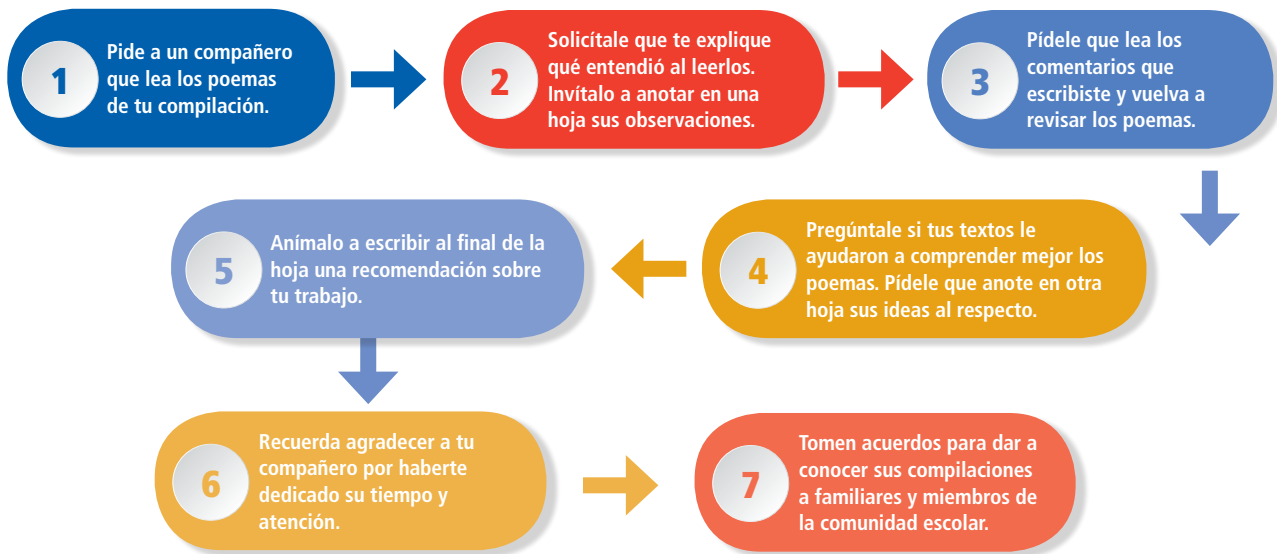 1
Pide a un compañero
que lea los poemas
de tu compilación.
2
Solicítale que te explique
qué entendió al leerlos.
Invítalo a anotar en una
hoja sus observaciones.
3
Pídele que lea los
comentarios que
escribiste y vuelva a
revisar los poemas.
4
Pregúntale si tus textos le
ayudaron a comprender mejor los
poemas. Pídele que anote en otra
hoja sus ideas al respecto.
5
Anímalo a escribir al final de la
hoja una recomendación sobre
tu trabajo.
6
Recuerda agradecer a tu
compañero por haberte
dedicado su tiempo y
atención.
7
Tomen acuerdos para dar a
conocer sus compilaciones
a familiares y miembros de
la comunidad escolar.